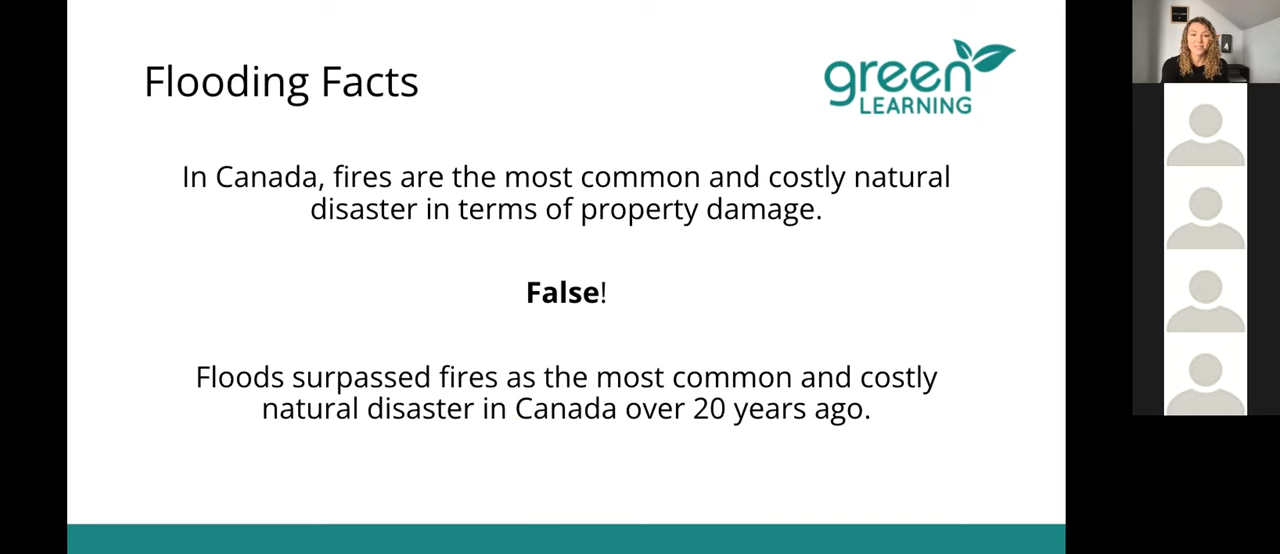 Flooding Facts
green
LEARNING
In Canada, fires are the most common and costly natural
disaster in terms of property damage.
False!
Floods surpassed fires as the most common and costly
natural disaster in Canada over 20 years ago.